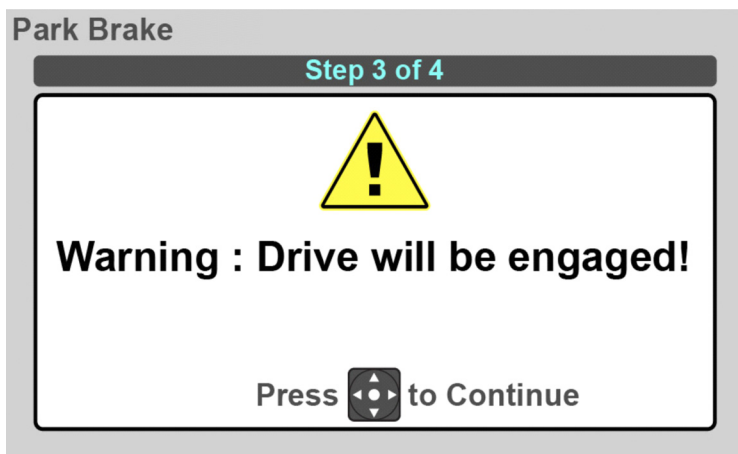 Park Brake
Step 3 of 4
!
Warning : Drive will be engaged!
Press to Continue